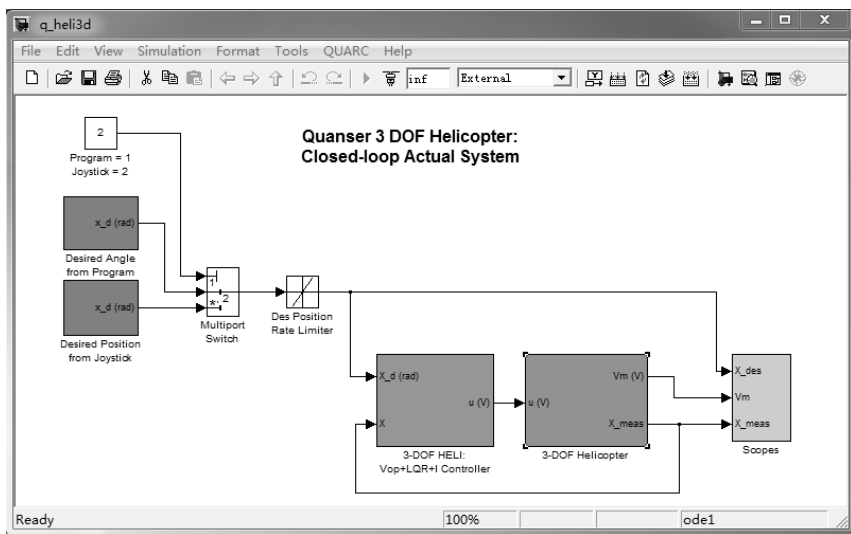 q_heli3d
File Edit View Simulation Format Tools QUARC Help
inf External
2
Program = 1
Joystick = 2
Quanser 3 DOF Helicopter:
Closed-loop Actual System
x_d (rad)
Desired Angle
from Program
x_d (rad)
Desired Position
from Joystick
1
*, 2
Multiport
Switch
Des Position
Rate Limiter
X_d (rad)
X
u (V)
3-DOF HELI:
Vop+LQR+I Controller
u (V)
Vm (V)
X_meas
3-DOF Helicopter
X_des
Vm
X_meas
Scopes
Ready 100% ode1